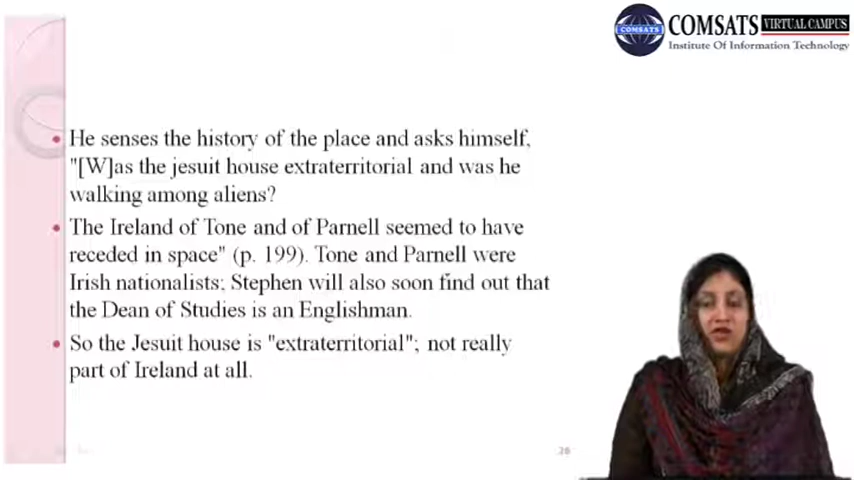 COMSATS VIRTUAL CAMPUS
COMSATS
Institute Of Information Technology
He senses the history of the place and asks himself,
"[W]as the jesuit house extraterritorial and was he
walking among aliens?
The Ireland of Tone and of Parnell seemed to have
receded in space" (p. 199). Tone and Parnell were
Irish nationalists; Stephen will also soon find out that
the Dean of Studies is an Englishman.
So the Jesuit house is "extraterritorial"; not really
part of Ireland at all.